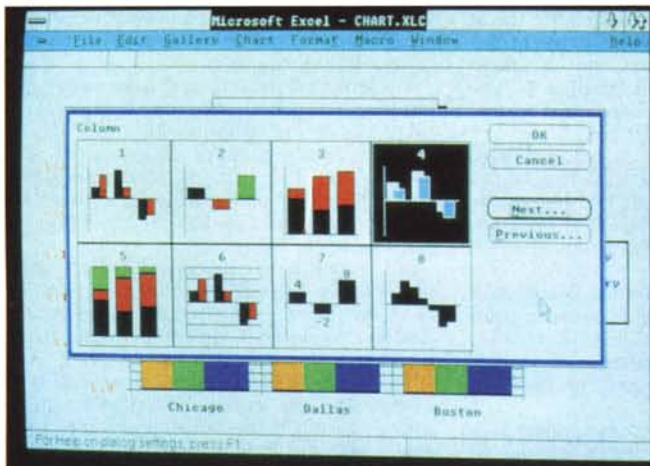 Microsoft Excel - CHART.XLC
File Edit Gallery Chart Format Macro Window Help
Column
OK
Cancel
Next...
Previous...
1 2 3 4
5 6 7 8
4 8
-2
Chicago Dallas Boston
For Help on dialog settings, press F1